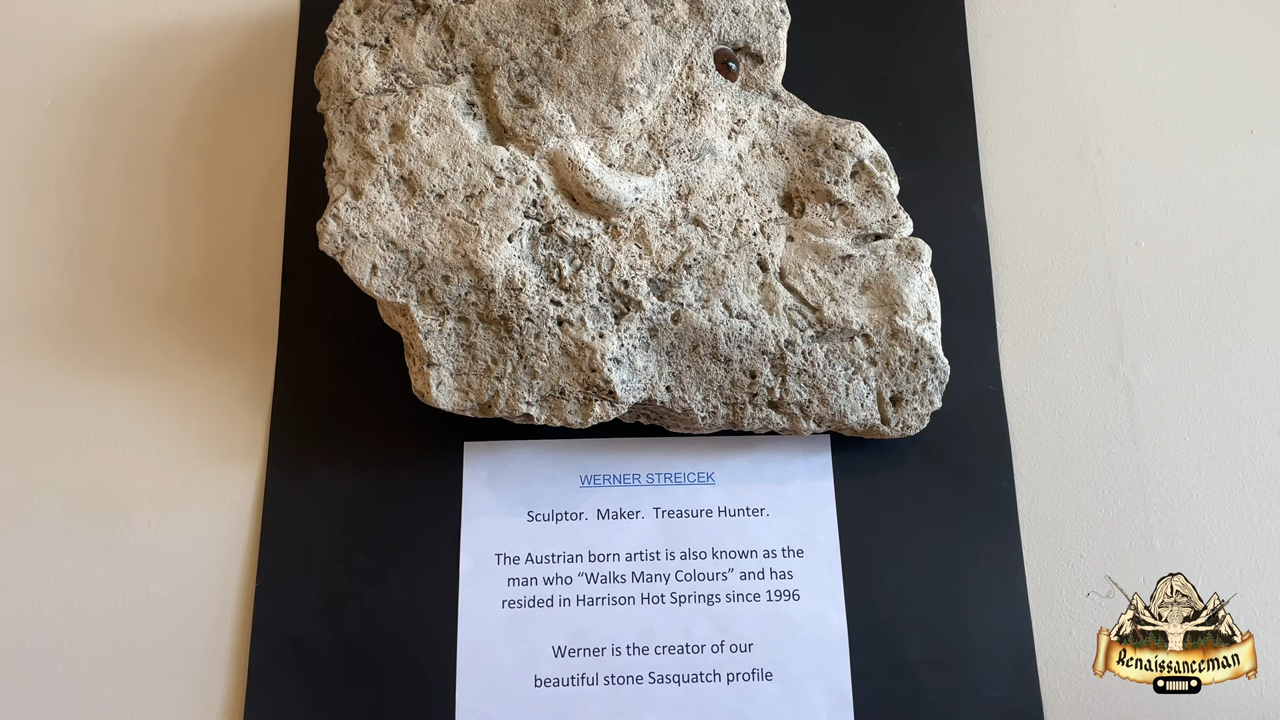 WERNER STREICEK
Sculptor. Maker. Treasure Hunter.
The Austrian born artist is also known as the
man who “Walks Many Colours” and has
resided in Harrison Hot Springs since 1996
Werner is the creator of our
beautiful stone Sasquatch profile
Renaissanceman